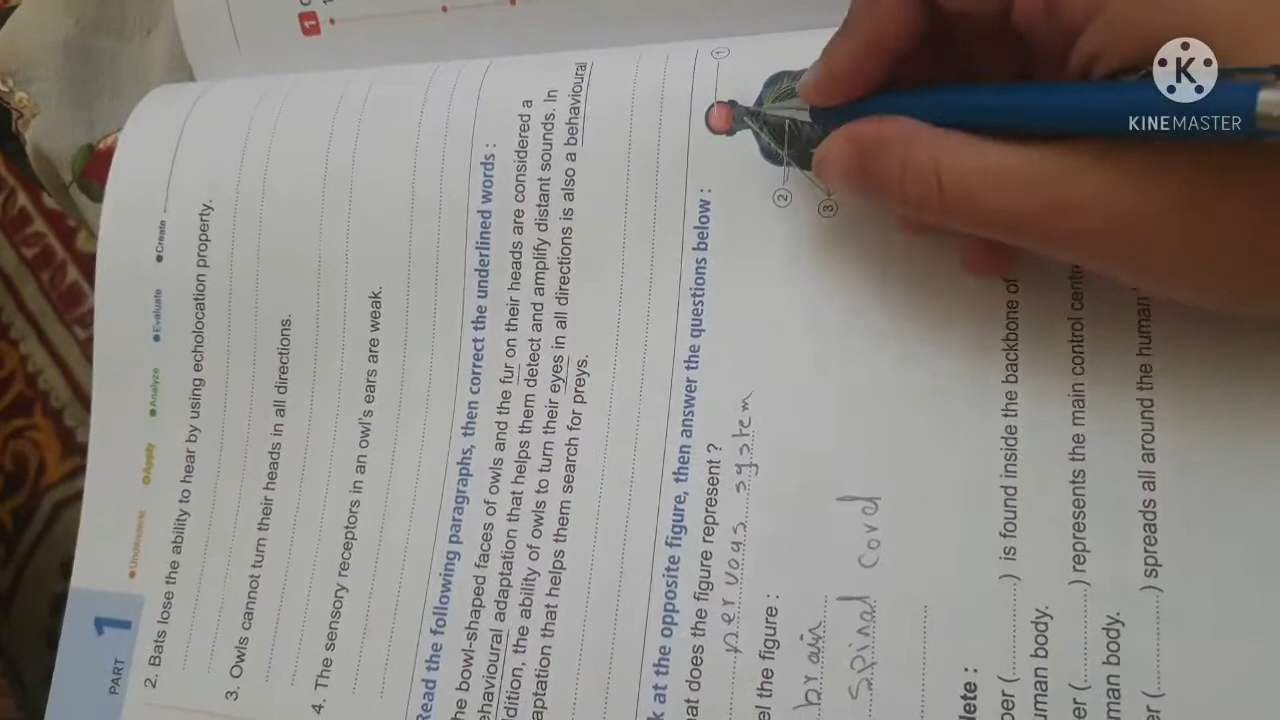 1
PART 1
Understand Apply Analyze Evaluate Create
2. Bats lose the ability to hear by using echolocation property.
3. Owls cannot turn their heads in all directions.
4. The sensory receptors in an owl's ears are weak.
Read the following paragraphs, then correct the underlined words :
he bowl-shaped faces of owls and the fur on their heads are considered a
ehavioural adaptation that helps them detect and amplify distant sounds. In
ddition, the ability of owls to turn their eyes in all directions is also a behavioural
aptation that helps them search for preys.
k at the opposite figure, then answer the questions below :
1
2
3
hat does the figure represent ?
nervoys system
el the figure :
brain
spinal cord
lete :
ber (............) is found inside the backbone of
uman body.
er (............) represents the main control centr
man body.
er (............) spreads all around the human
K
KINEMASTER